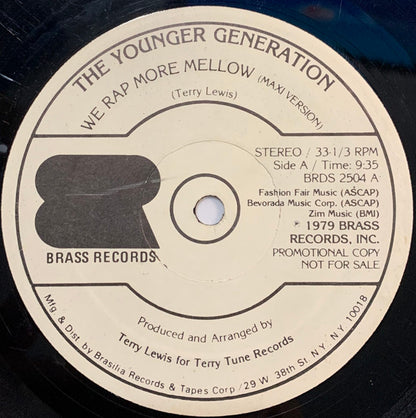 THE YOUNGER GENERATION
WE RAP MORE MELLOW (MAXI VERSION)
(Terry Lewis)
STEREO / 33-1/3 RPM
Side A / Time: 9:35
BRDS 2504 A
Fashion Fair Music (ASCAP)
Bevorada Music Corp. (ASCAP)
Zim Music (BMI)
℗ 1979 BRASS
RECORDS, INC.
PROMOTIONAL COPY
NOT FOR SALE
BRASS RECORDS
Produced and Arranged by
Terry Lewis for Terry Tune Records
Mfg. & Dist. by Brasilia Records & Tapes Corp / 29 W. 38th St. N.Y. N.Y. 10018